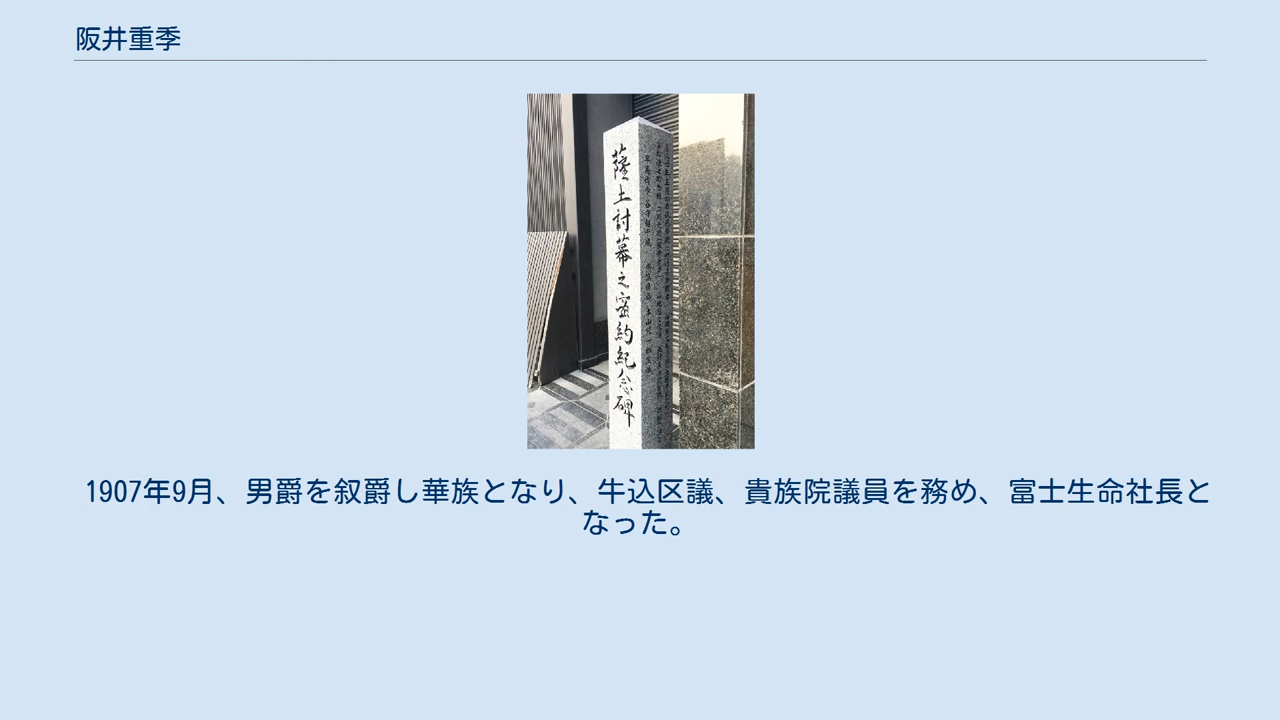 阪井重季
薩土討幕之密約紀念碑
1907年9月、男爵を叙爵し華族となり、牛込区議、貴族院議員を務め、富士生命社長と
なった。